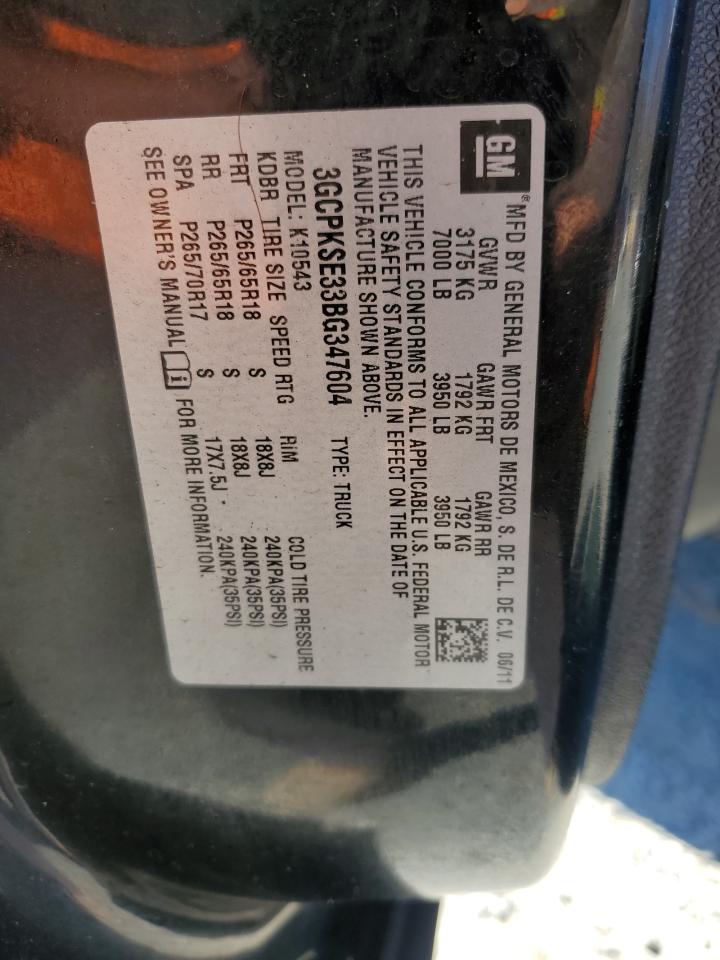 GM ®MFD BY GENERAL MOTORS DE MEXICO, S. DE R.L. DE C.V. 06/11
GVWR GAWR FRT GAWR RR
3175 KG 1792 KG 1792 KG
7000 LB 3950 LB 3950 LB
THIS VEHICLE CONFORMS TO ALL APPLICABLE U.S. FEDERAL MOTOR
VEHICLE SAFETY STANDARDS IN EFFECT ON THE DATE OF
MANUFACTURE SHOWN ABOVE.
3GCPKSE33BG347604 TYPE: TRUCK
MODEL: K10543
KDBR TIRE SIZE SPEED RTG RIM COLD TIRE PRESSURE
FRT P265/65R18 S 18X8J 240KPA(35PSI)
RR P265/65R18 S 18X8J 240KPA(35PSI)
SPA P265/70R17 S 17X7.5J 240KPA(35PSI)
SEE OWNER'S MANUAL FOR MORE INFORMATION.